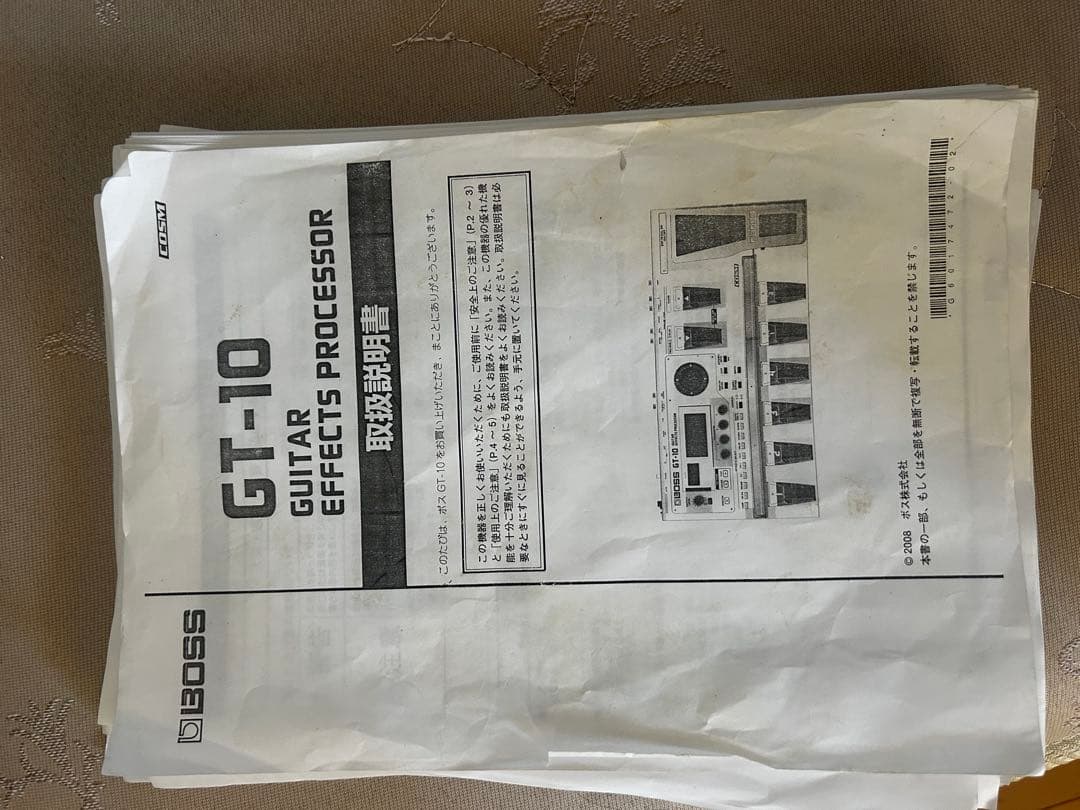 BOSS
COSM
GT-10
GUITAR
EFFECTS PROCESSOR
取扱説明書
このたびは、ボス GT-10 をお買い上げいただき、まことにありがとうございます。
この機器を正しくお使いいただくために、ご使用前に「安全上のご注意」(P.2 ～ 3)
と「使用上のご注意」(P.4 ～ 5) をよくお読みください。また、この機器の優れた機
能を十分ご理解いただくためにも取扱説明書をよくお読みください。取扱説明書は必
要なときにすぐに見ることができるよう、手元に置いてください。
BOSS GT-10
© 2008 ボス株式会社
本書の一部、もしくは全部を無断で複写・転載することを禁じます。
* G 6 0 1 7 4 7 2 - 0 2 *